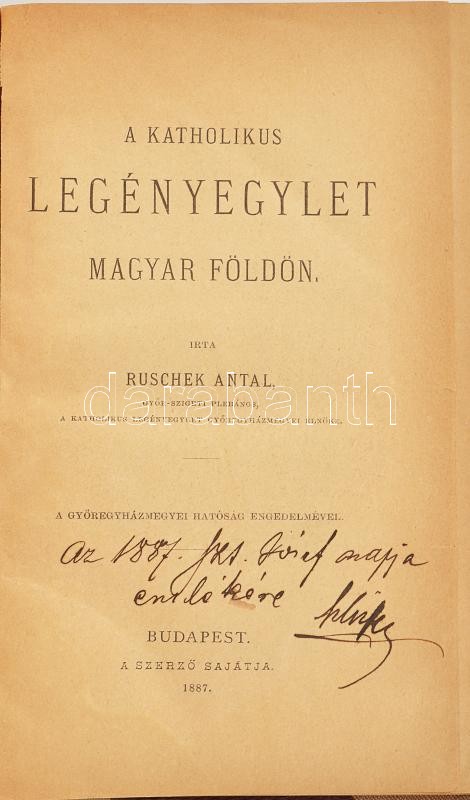 A KATHOLIKUS
LEGÉNYEGYLET
MAGYAR FÖLDÖN.
IRTA
RUSCHEK ANTAL,
GYŐR-SZIGETI PLEBÁNOS,
A KATHOLIKUS LEGÉNYEGYLET GYŐREGYHÁZMEGYEI ELNÖKE.
darabanth
A GYŐREGYHÁZMEGYEI HATÓSÁG ENGEDELMÉVEL.
Az 1887. Szt. József napja
emlékére
BUDAPEST.
A SZERZŐ SAJÁTJA.
1887.